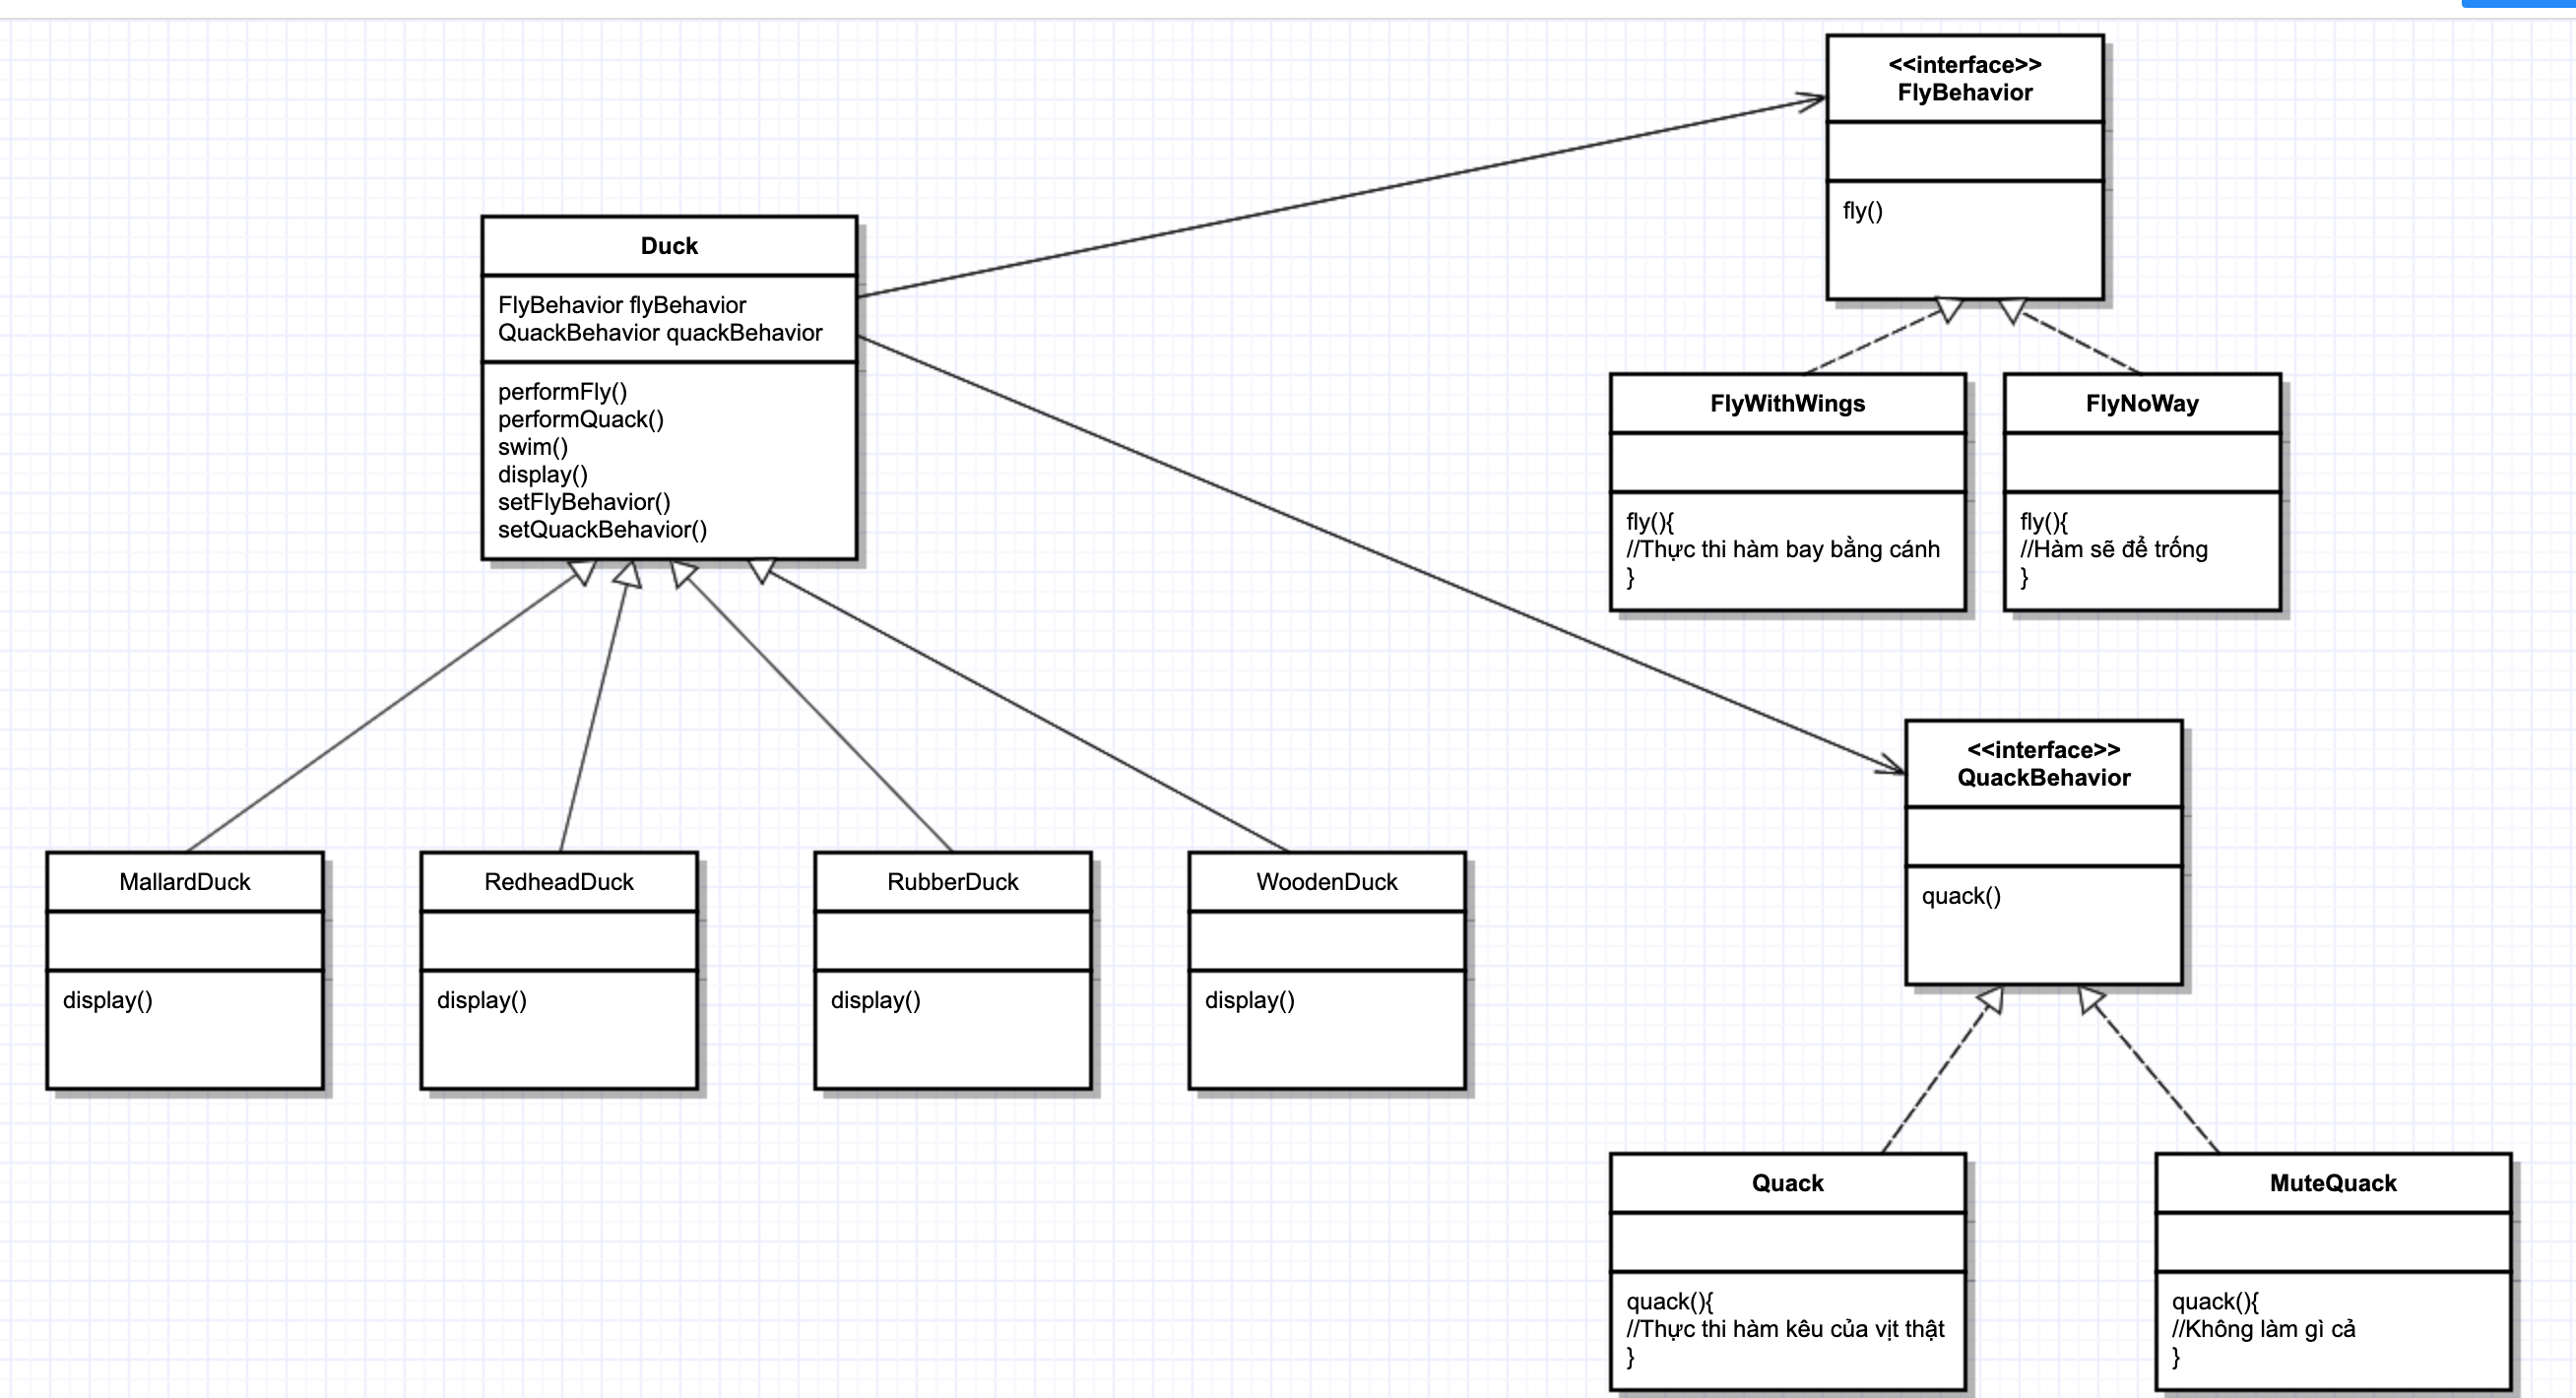 <<interface>>
FlyBehavior
fly()
Duck
FlyBehavior flyBehavior
QuackBehavior quackBehavior
performFly()
performQuack()
swim()
display()
setFlyBehavior()
setQuackBehavior()
FlyWithWings
fly(){
//Thực thi hàm bay bằng cánh
}
FlyNoWay
fly(){
//Hàm sẽ để trống
}
<<interface>>
QuackBehavior
quack()
MallardDuck
display()
RedheadDuck
display()
RubberDuck
display()
WoodenDuck
display()
Quack
quack(){
//Thực thi hàm kêu của vịt thật
}
MuteQuack
quack(){
//Không làm gì cả
}